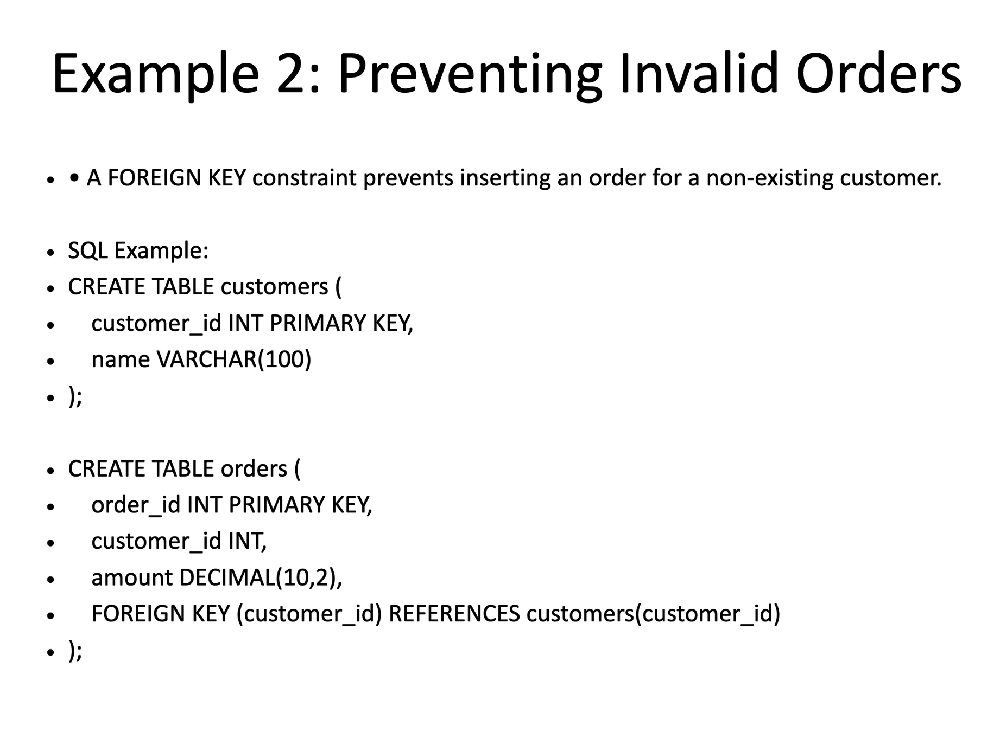 Example 2: Preventing Invalid Orders
• • A FOREIGN KEY constraint prevents inserting an order for a non-existing customer.
• SQL Example:
• CREATE TABLE customers (
•    customer_id INT PRIMARY KEY,
•    name VARCHAR(100)
• );
• CREATE TABLE orders (
•    order_id INT PRIMARY KEY,
•    customer_id INT,
•    amount DECIMAL(10,2),
•    FOREIGN KEY (customer_id) REFERENCES customers(customer_id)
• );